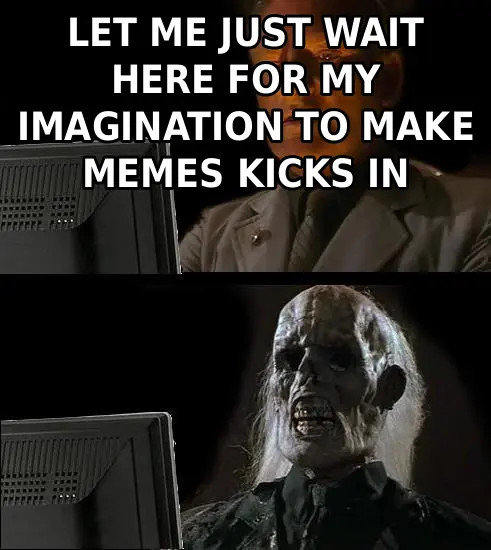 LET ME JUST WAIT
HERE FOR MY
IMAGINATION TO MAKE
MEMES KICKS IN